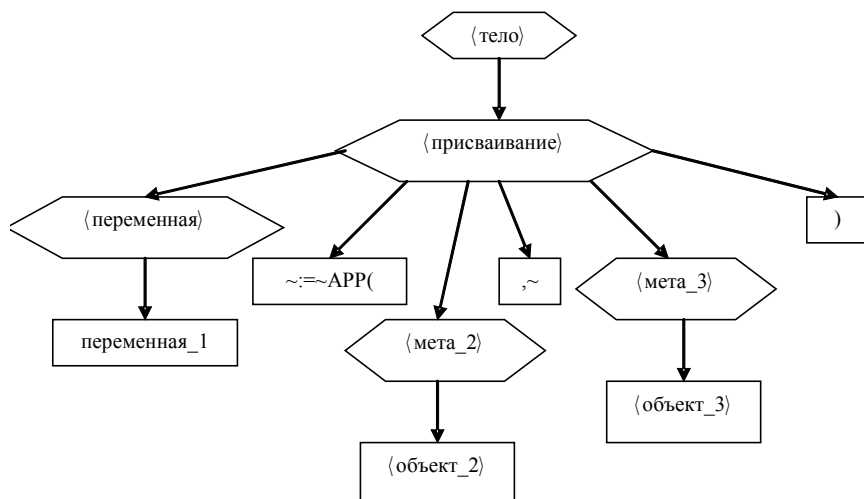 ⟨тело⟩
⟨присваивание⟩
⟨переменная⟩
)
~:=~APP(
,~
⟨мета_3⟩
переменная_1
⟨мета_2⟩
⟨объект_3⟩
⟨объект_2⟩